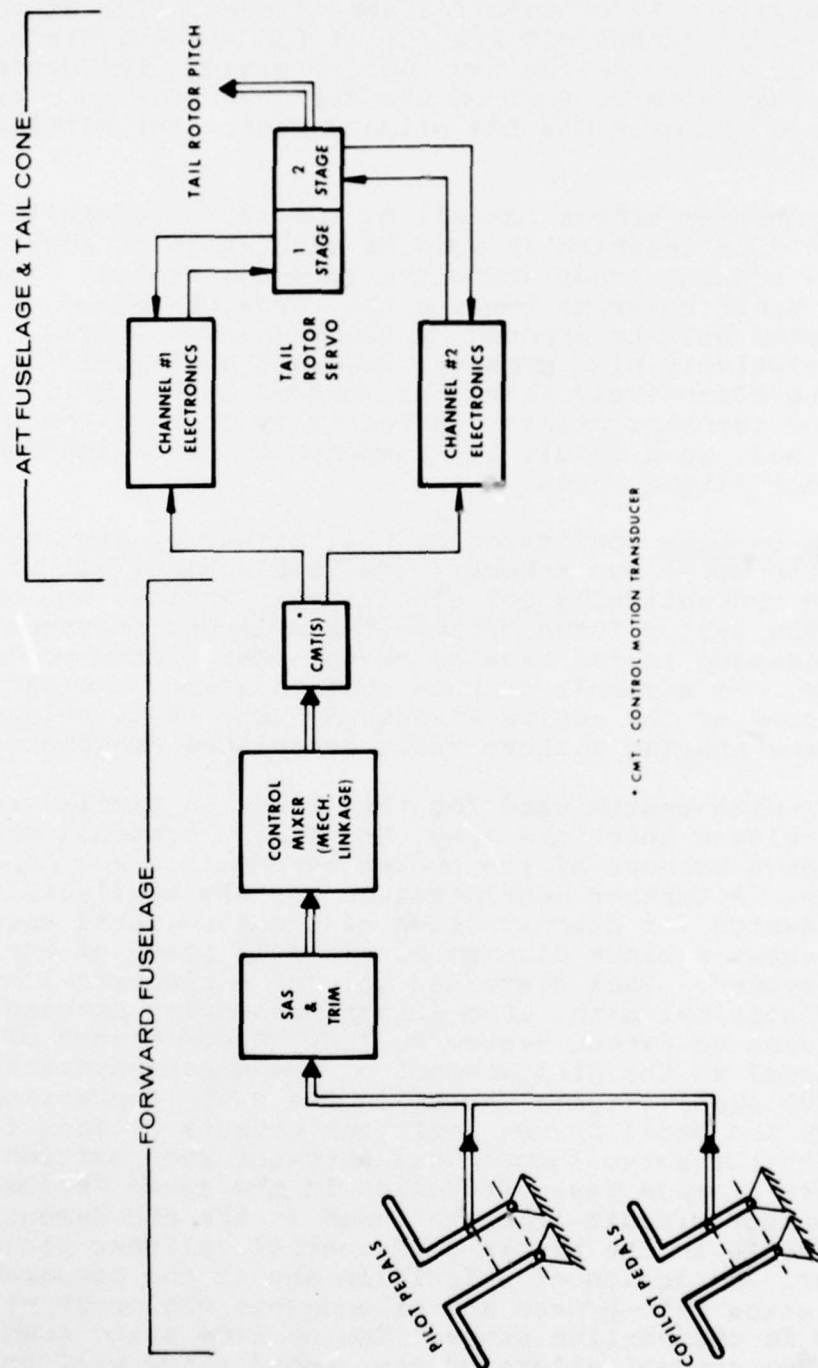 FORWARD FUSELAGE
AFT FUSELAGE & TAIL CONE
PILOT PEDALS
COPILOT PEDALS
SAS
&
TRIM
CONTROL
MIXER
(MECH.
LINKAGE)
CMT(S)
*
CHANNEL #1
ELECTRONICS
TAIL
ROTOR
SERVO
1
STAGE
2
STAGE
CHANNEL #2
ELECTRONICS
TAIL ROTOR PITCH
* CMT - CONTROL MOTION TRANSDUCER